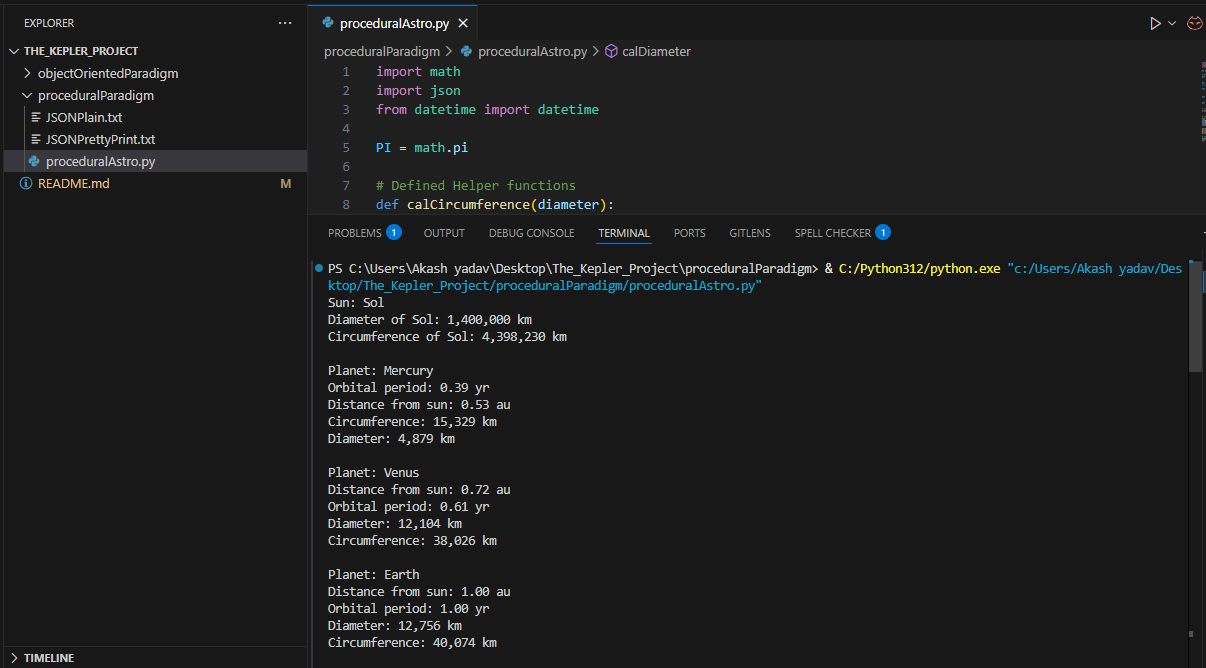 EXPLORER
...
THE_KEPLER_PROJECT
objectOrientedParadigm
proceduralParadigm
JSONPlain.txt
JSONPrettyPrint.txt
proceduralAstro.py
README.md M
TIMELINE
proceduralAstro.py
proceduralParadigm > proceduralAstro.py > calDiameter
1 import math
2 import json
3 from datetime import datetime
4
5 PI = math.pi
6
7 # Defined Helper functions
8 def calCircumference(diameter):
PROBLEMS 1 OUTPUT DEBUG CONSOLE TERMINAL PORTS GITLENS SPELL CHECKER 1
PS C:\Users\Akash yadav\Desktop\The_Kepler_Project\proceduralParadigm> & C:/Python312/python.exe "c:/Users/Akash yadav/Des
ktop/The_Kepler_Project/proceduralParadigm/proceduralAstro.py"
Sun: Sol
Diameter of Sol: 1,400,000 km
Circumference of Sol: 4,398,230 km
Planet: Mercury
Orbital period: 0.39 yr
Distance from sun: 0.53 au
Circumference: 15,329 km
Diameter: 4,879 km
Planet: Venus
Distance from sun: 0.72 au
Orbital period: 0.61 yr
Diameter: 12,104 km
Circumference: 38,026 km
Planet: Earth
Distance from sun: 1.00 au
Orbital period: 1.00 yr
Diameter: 12,756 km
Circumference: 40,074 km